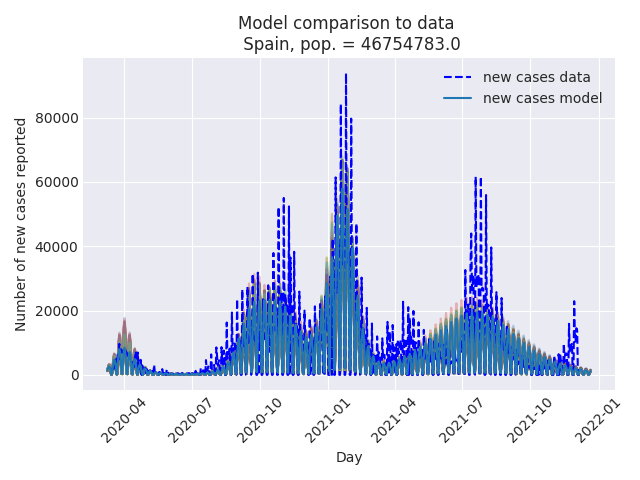 Model comparison to data
Spain, pop. = 46754783.0
new cases data
new cases model
Number of new cases reported
80000
60000
40000
20000
0
2020-04
2020-07
2020-10
2021-01
2021-04
2021-07
2021-10
2022-01
Day